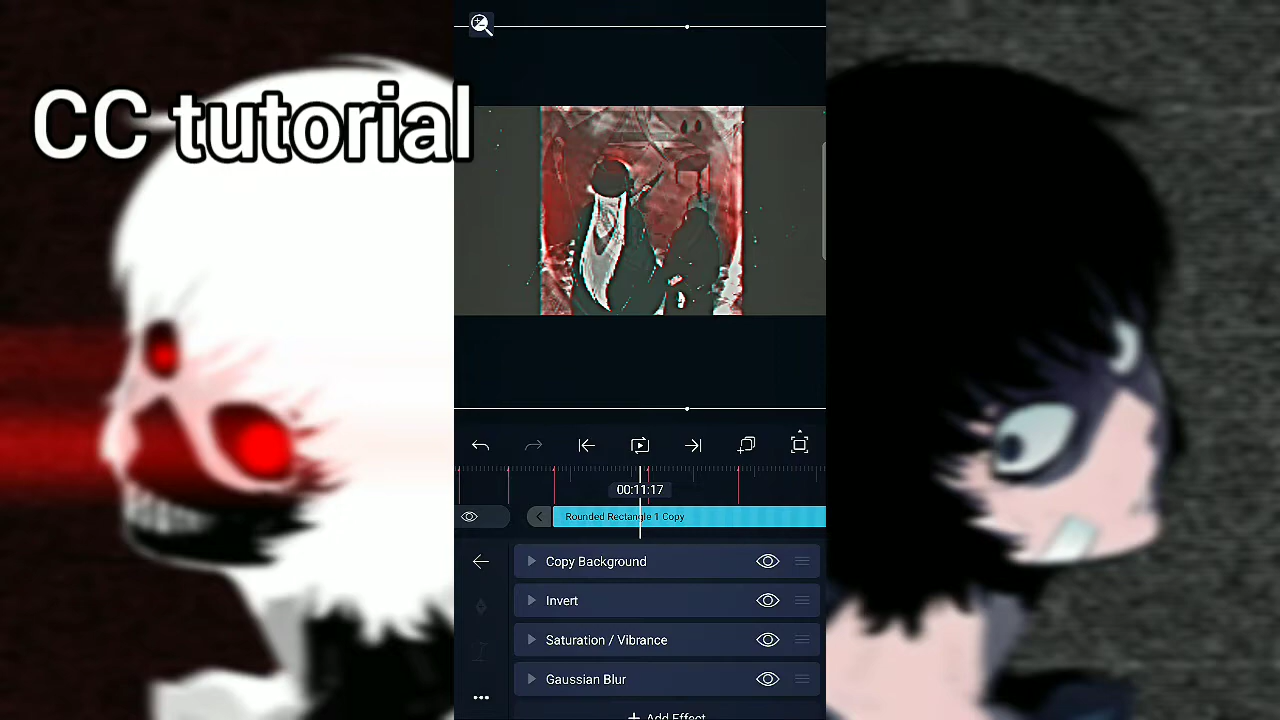 CC tutorial
00:11:17
Rounded Rectangle 1 Copy
Copy Background
Invert
Saturation / Vibrance
Gaussian Blur
+ Add Effect